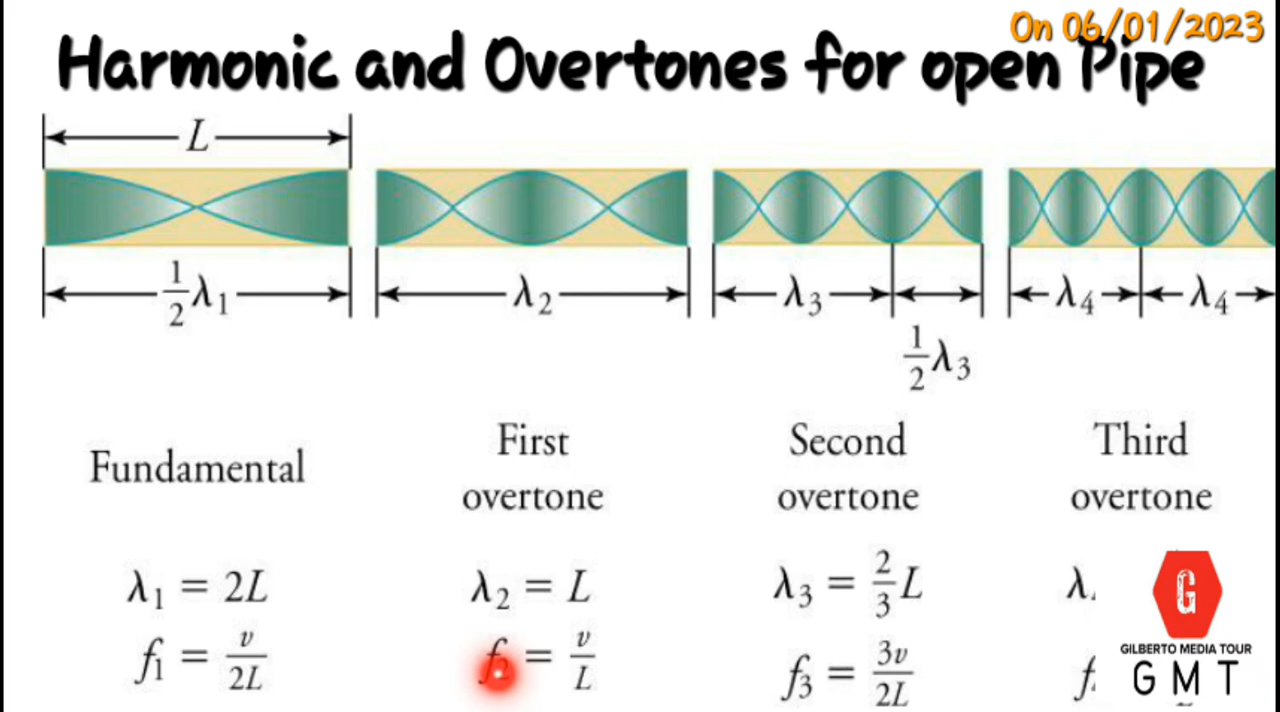 On 06/01/2023
Harmonic and Overtones for open Pipe
L
1/2 λ1
λ2
λ3
1/2 λ3
λ4
λ4
Fundamental
First
overtone
Second
overtone
Third
overtone
λ1 = 2L
λ2 = L
λ3 = 2/3 L
λ
f1 = v/2L
f2 = v/L
f3 = 3v/2L
f
G
GILBERTO MEDIA TOUR
G M T